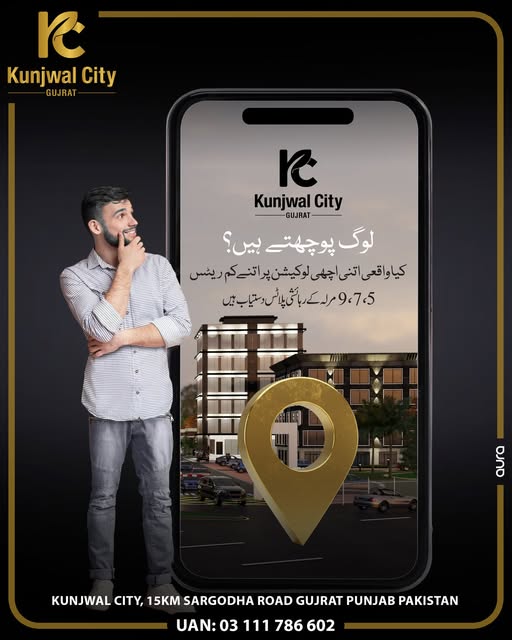 Kunjwal City
GUJRAT
Kunjwal City
GUJRAT
لوگ پوچھتے ہیں؟
کیا واقعی اتنی اچھی لوکیشن پر اتنے کم ریٹس
5،7،9 مرلہ کے رہائشی پلاٹس دستیاب ہیں
aura
KUNJWAL CITY, 15KM SARGODHA ROAD GUJRAT PUNJAB PAKISTAN
UAN: 03 111 786 602